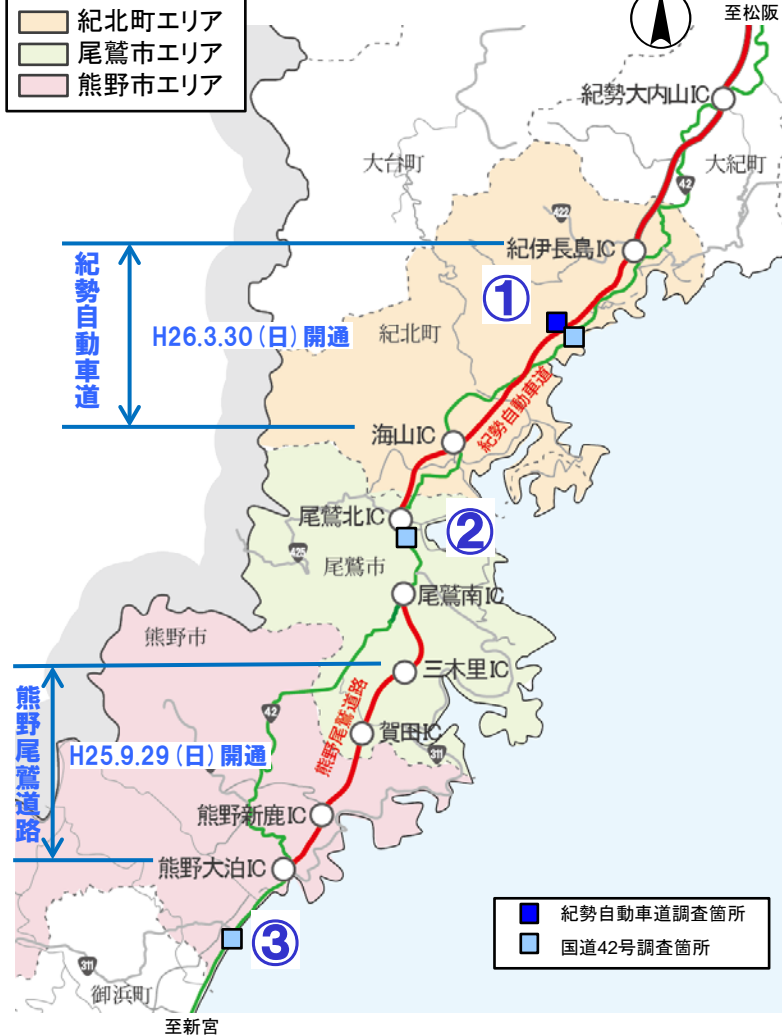 紀北町エリア
尾鷲市エリア
熊野市エリア
至松阪
紀勢大内山IC
大台町
大紀町
42
422
紀伊長島IC
紀勢自動車道
①
H26.3.30(日)開通
紀北町
紀勢自動車道
海山IC
尾鷲北IC
②
425
尾鷲市
尾鷲南IC
熊野市
三木里IC
熊野尾鷲道路
42
熊野尾鷲道路
賀田IC
311
H25.9.29(日)開通
熊野新鹿IC
熊野大泊IC
紀勢自動車道調査箇所
国道42号調査箇所
③
311
御浜町
至新宮